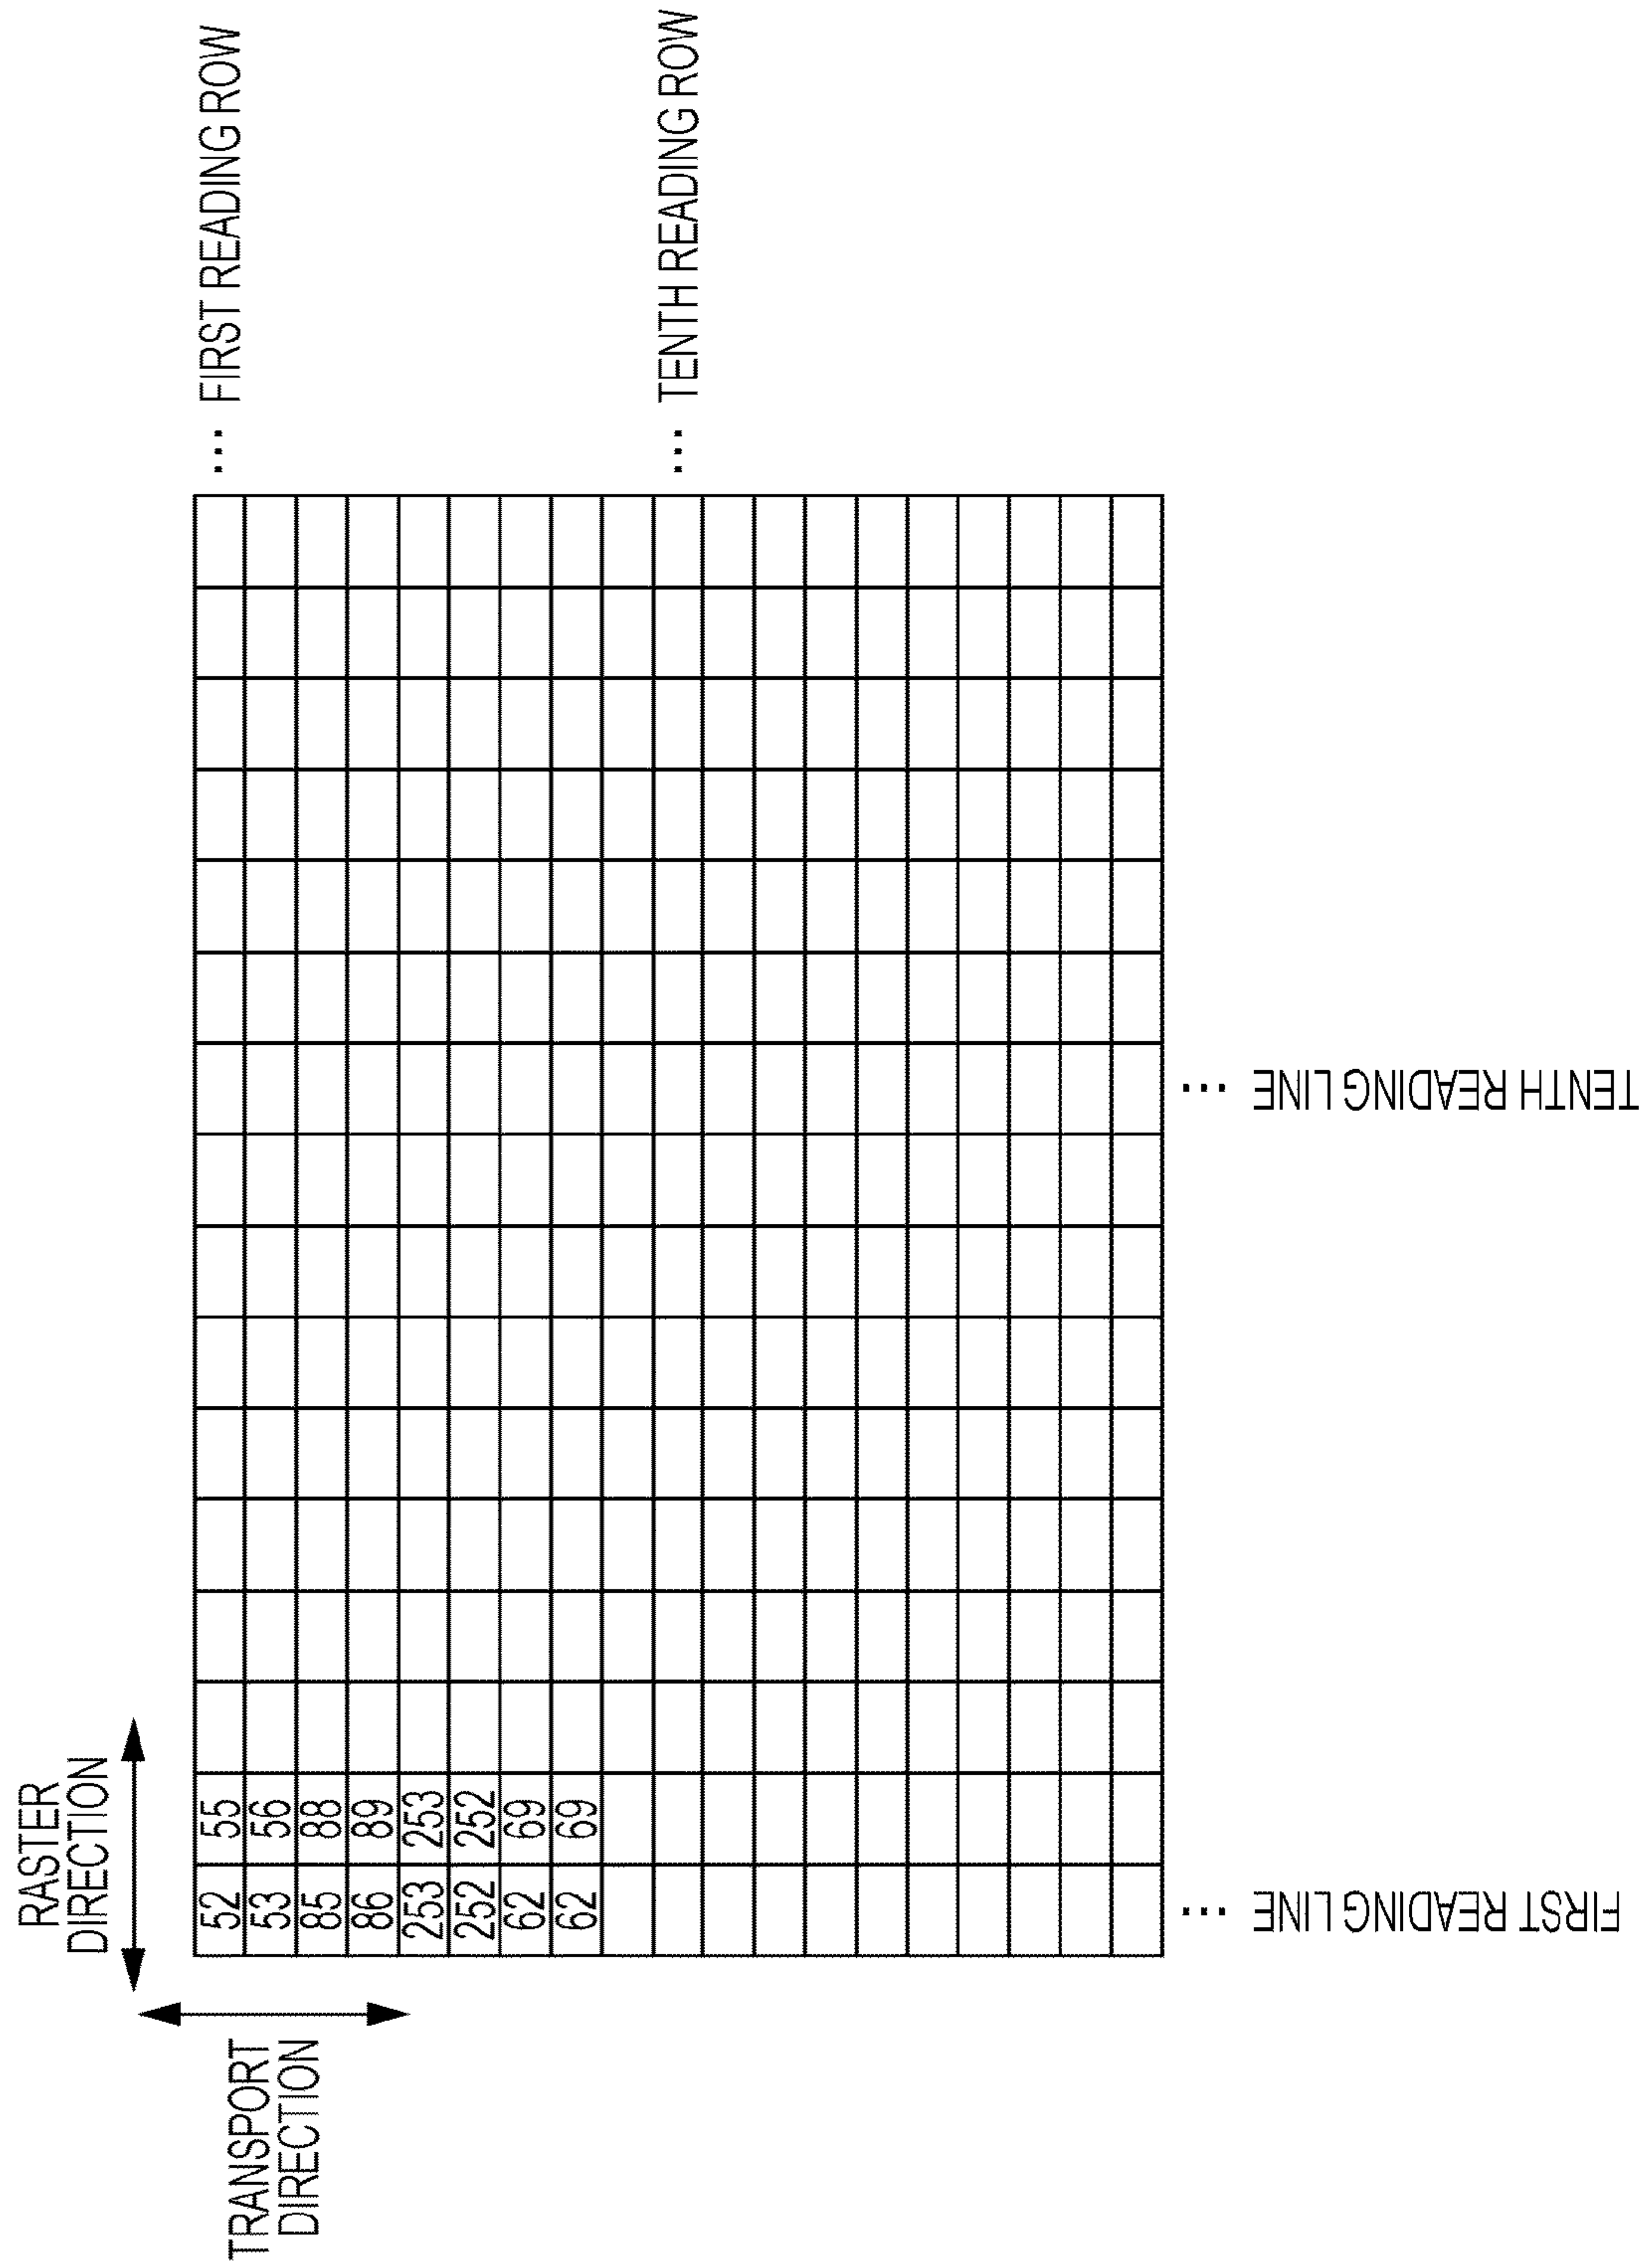 RASTER
DIRECTION
TRANSPORT
DIRECTION
52 55 ... FIRST READING ROW
53 56
85 88
86 89
253 253
252 252
62 69
62 69
... TENTH READING ROW
... FIRST READING LINE
... TENTH READING LINE